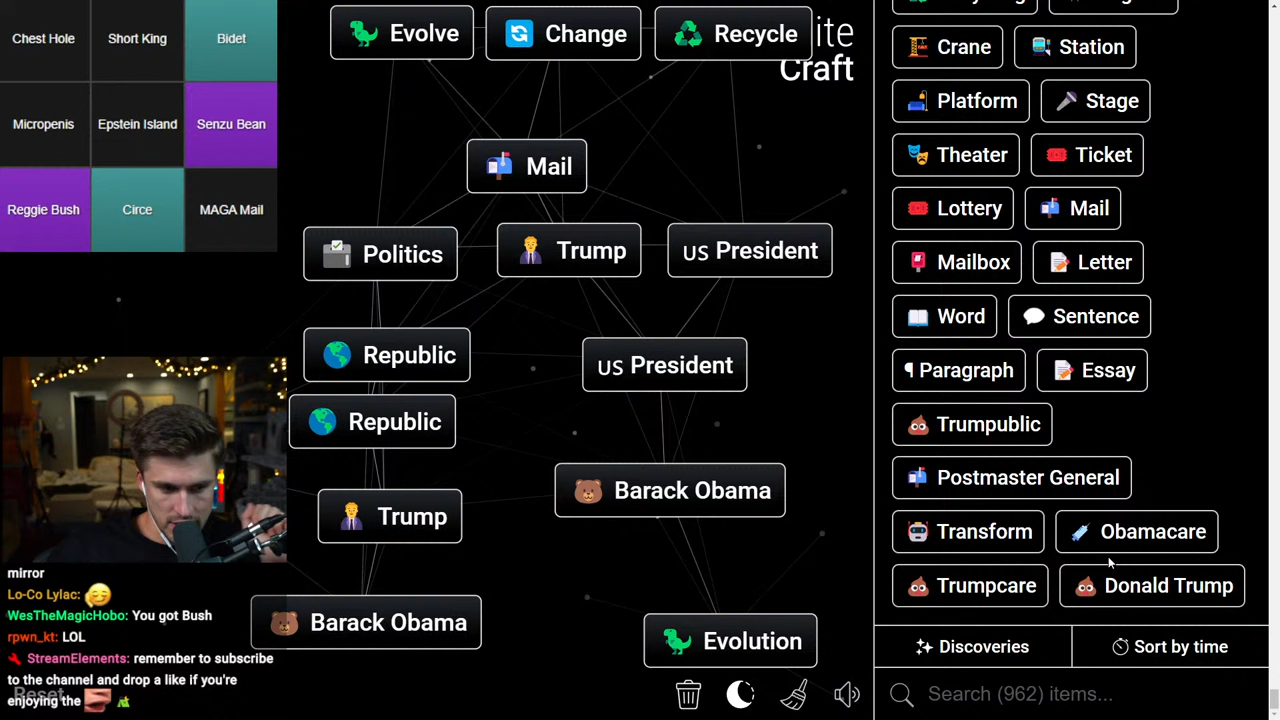 Chest Hole
Short King
Bidet
Micropenis
Epstein Island
Senzu Bean
Reggie Bush
Circe
MAGA Mail
Evolve
Change
Recycle
ite
Craft
Mail
Politics
Trump
US President
Republic
US President
Republic
Barack Obama
Trump
Barack Obama
Evolution
Crane
Station
Platform
Stage
Theater
Ticket
Lottery
Mail
Mailbox
Letter
Word
Sentence
¶ Paragraph
Essay
Trumpublic
Postmaster General
Transform
Obamacare
Trumpcare
Donald Trump
Discoveries
Sort by time
Search (962) items...
mirror
Lo-Co Lylac:
WesTheMagicHobo: You got Bush
rpwn_kt: LOL
StreamElements: remember to subscribe
to the channel and drop a like if you're
enjoying the
Reset